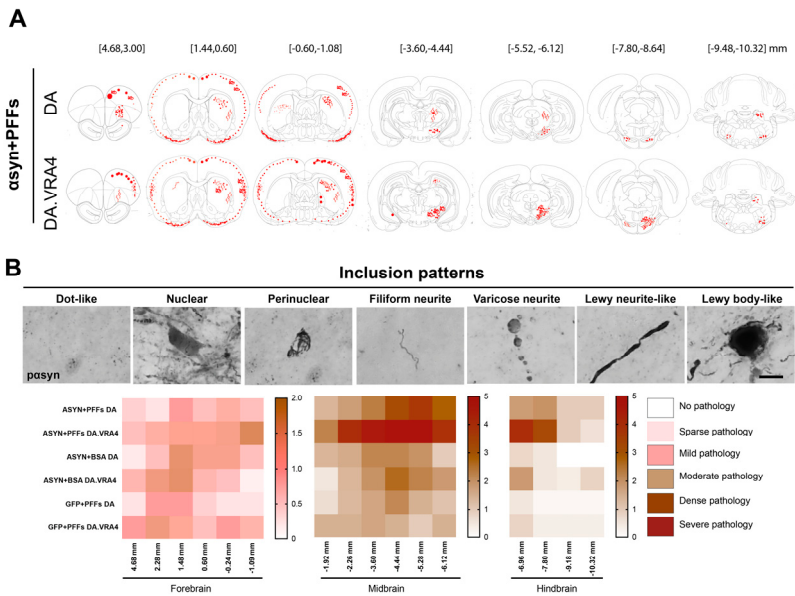 A
[4.68,3.00] [1.44,0.60] [-0.60,-1.08] [-3.60,-4.44] [-5.52, -6.12] [-7.80,-8.64] [-9.48,-10.32] mm
αsyn+PFFs
DA
DA.VRA4
B
Inclusion patterns
Dot-like Nuclear Perinuclear Filiform neurite Varicose neurite Lewy neurite-like Lewy body-like
pαsyn
ASYN+PFFs DA
ASYN+PFFs DA.VRA4
ASYN+BSA DA
ASYN+BSA DA.VRA4
GFP+PFFs DA
GFP+PFFs DA.VRA4
2.0
1.5
1.0
0.5
0
5
4
3
2
1
0
5
4
3
2
1
0
No pathology
Sparse pathology
Mild pathology
Moderate pathology
Dense pathology
Severe pathology
4.68 mm
2.28 mm
1.48 mm
0.60 mm
-0.24 mm
-1.09 mm
-1.92 mm
-2.26 mm
-3.60 mm
-4.44 mm
-5.28 mm
-6.12 mm
-6.96 mm
-7.80 mm
-9.18 mm
-10.32 mm
Forebrain Midbrain Hindbrain